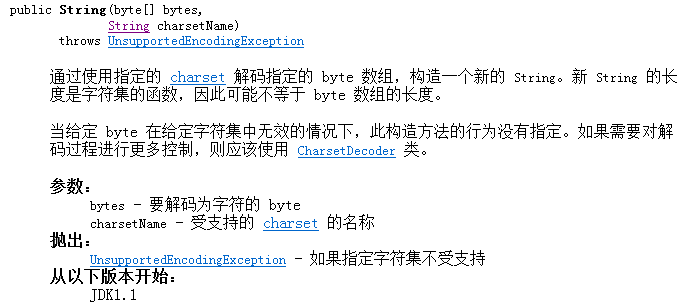 public String(byte[] bytes,
String charsetName)
throws UnsupportedEncodingException
通过使用指定的 charset 解码指定的 byte 数组，构造一个新的 String。新 String 的长
度是字符集的函数，因此可能不等于 byte 数组的长度。
当给定 byte 在给定字符集中无效的情况下，此构造方法的行为没有指定。如果需要对解
码过程进行更多控制，则应该使用 CharsetDecoder 类。
参数：
bytes - 要解码为字符的 byte
charsetName - 受支持的 charset 的名称
抛出：
UnsupportedEncodingException - 如果指定字符集不受支持
从以下版本开始：
JDK1.1